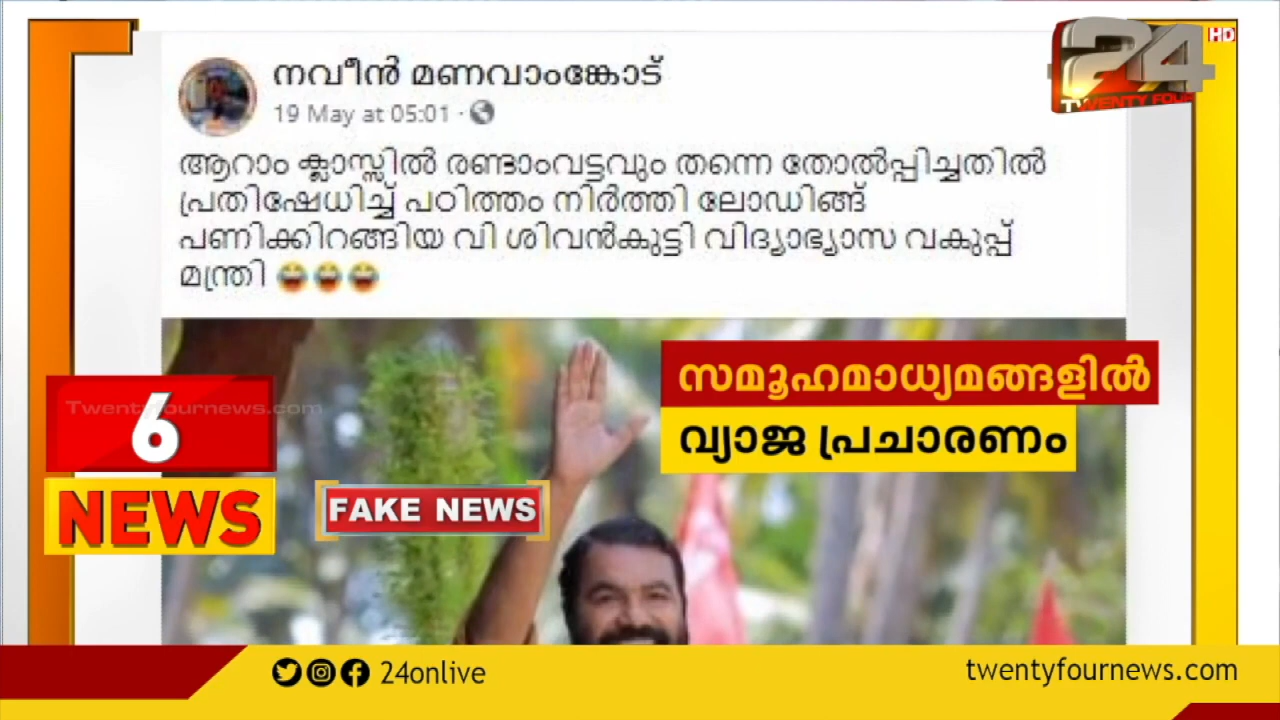 24
HD
TWENTY FOUR
നവീൻ മണവാംങ്കോട്
19 May at 05:01 ·
ആറാം ക്ലാസ്സിൽ രണ്ടാംവട്ടവും തന്നെ തോൽപ്പിച്ചതിൽ
പ്രതിഷേധിച്ച് പഠിത്തം നിർത്തി ലോഡിങ്ങ്
പണിക്കിറങ്ങിയ വി ശിവൻകുട്ടി വിദ്യാഭ്യാസ വകുപ്പ്
മന്ത്രി 😂😂😂
സമൂഹമാധ്യമങ്ങളിൽ
വ്യാജ പ്രചാരണം
Twentyfournews.com
6
NEWS
FAKE NEWS
24onlive
twentyfournews.com